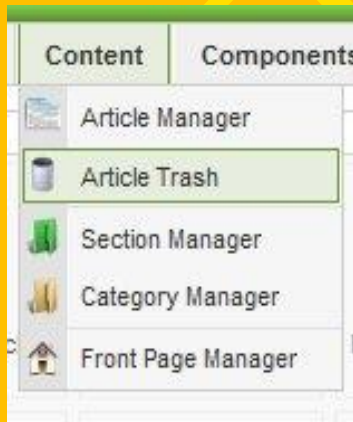 Content Components
Article Manager
Article Trash
Section Manager
Category Manager
Front Page Manager